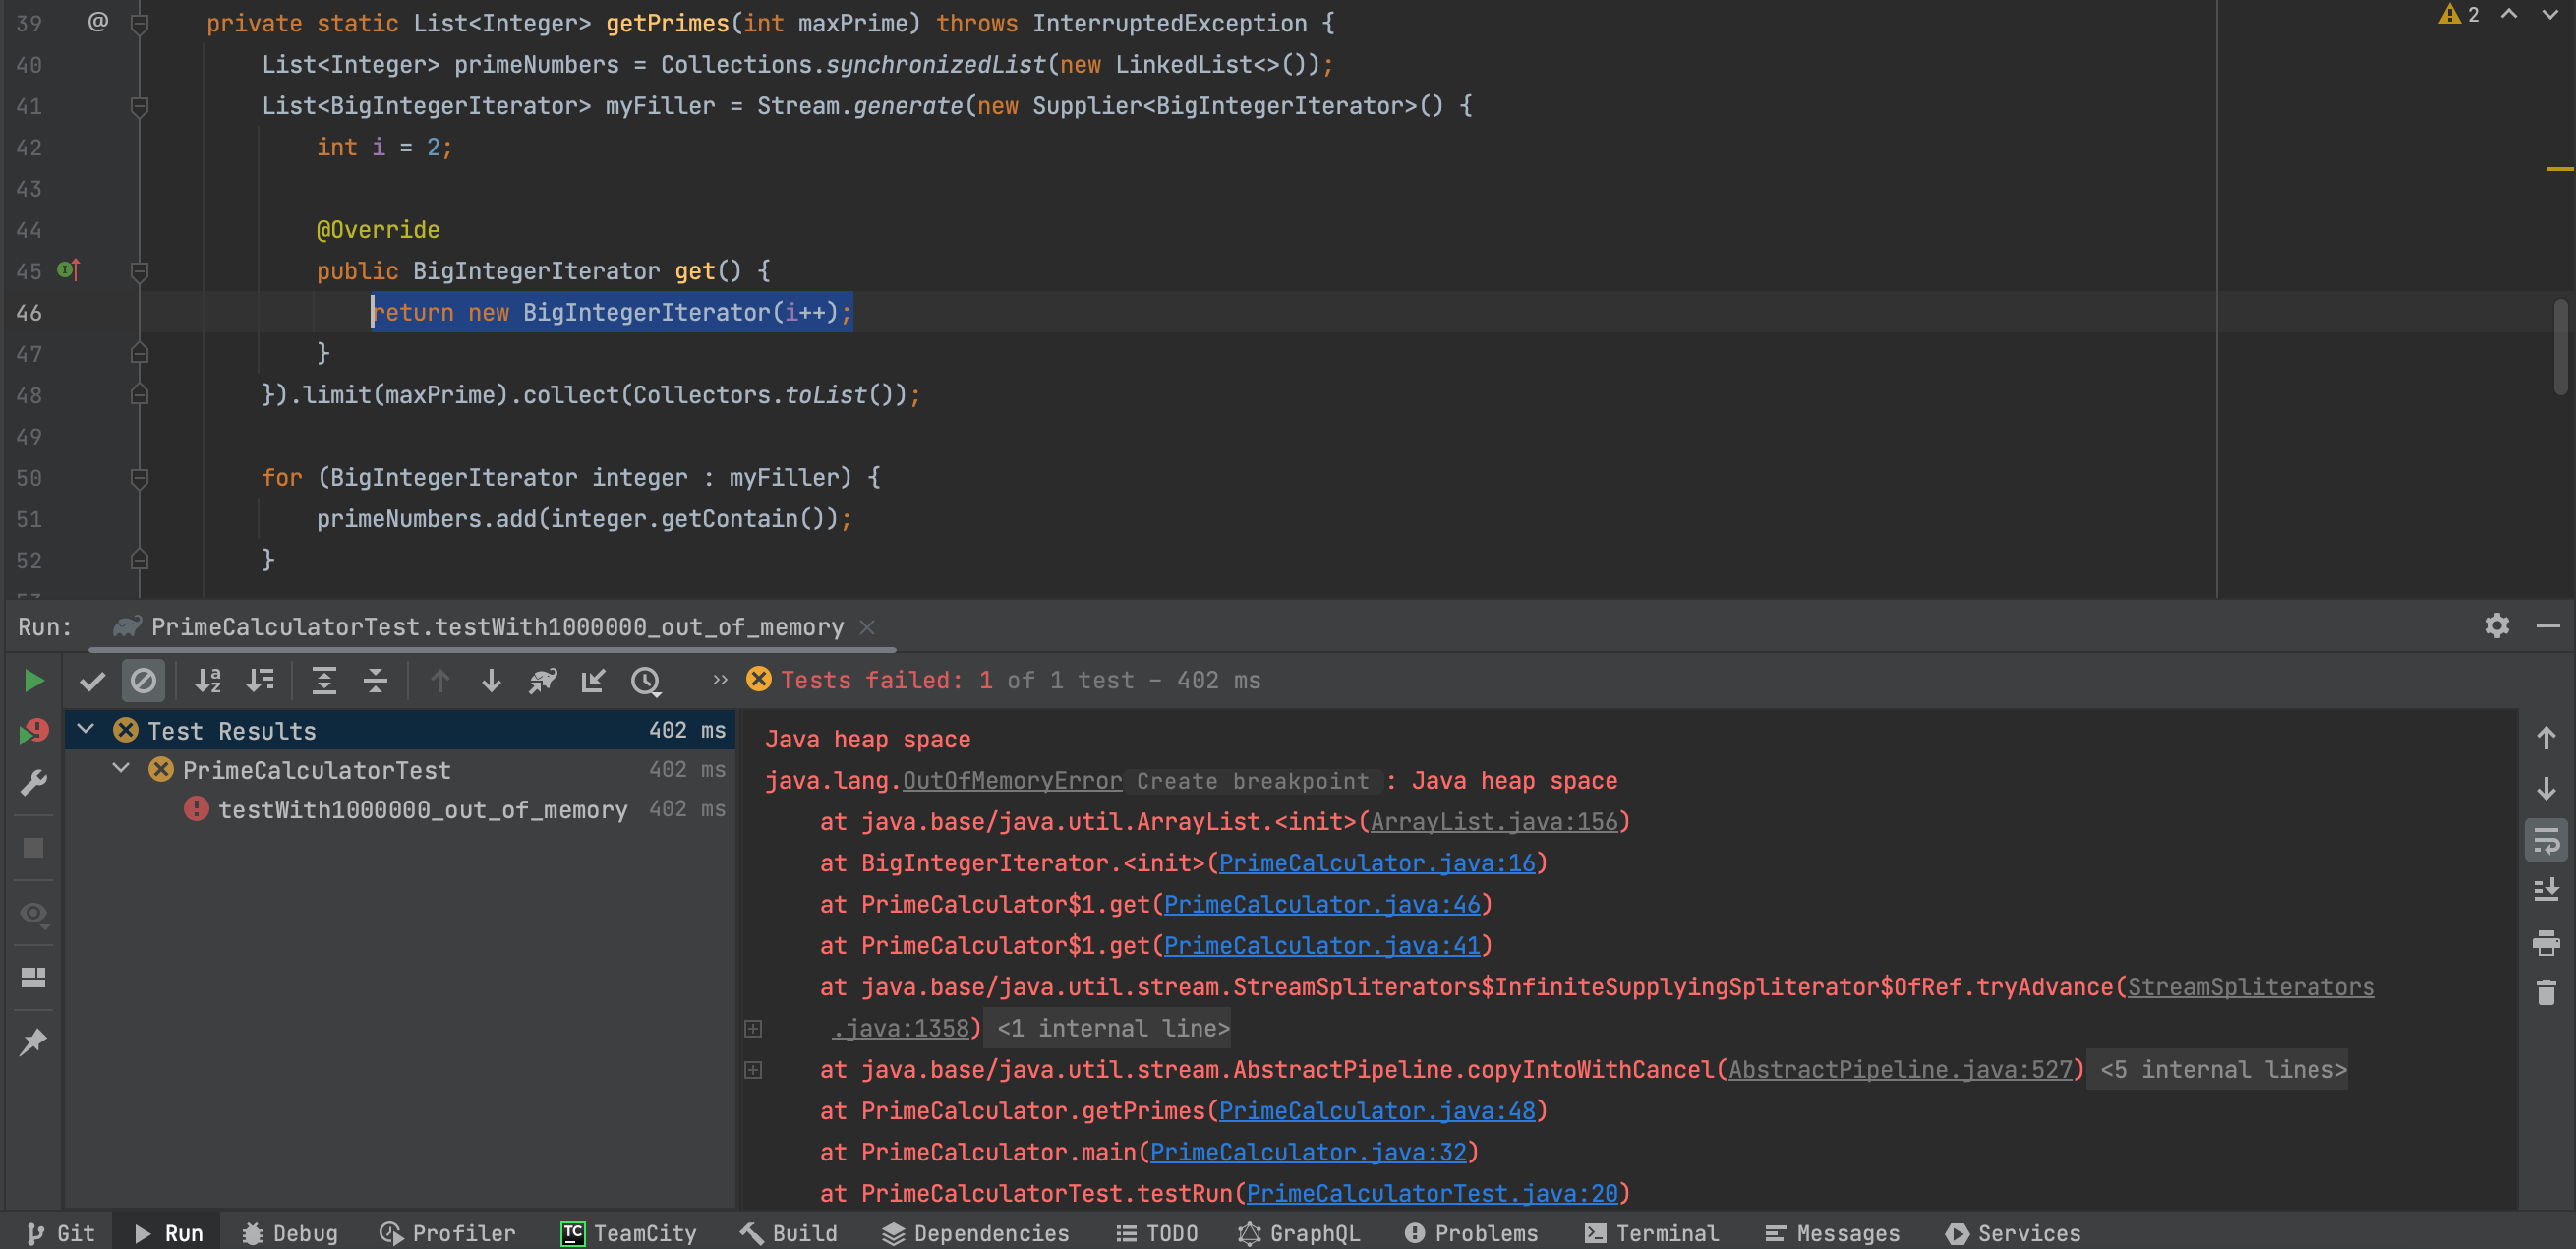 39 @ private static List<Integer> getPrimes(int maxPrime) throws InterruptedException {
2
40 List<Integer> primeNumbers = Collections.synchronizedList(new LinkedList<>());
41 List<BigIntegerIterator> myFiller = Stream.generate(new Supplier<BigIntegerIterator>() {
42 int i = 2;
43
44 @Override
45 public BigIntegerIterator get() {
46 return new BigIntegerIterator(i++);
47 }
48 }).limit(maxPrime).collect(Collectors.toList());
49
50 for (BigIntegerIterator integer : myFiller) {
51 primeNumbers.add(integer.getContain());
52 }
Run: PrimeCalculatorTest.testWith1000000_out_of_memory
Tests failed: 1 of 1 test – 402 ms
Test Results 402 ms
PrimeCalculatorTest 402 ms
testWith1000000_out_of_memory 402 ms
Java heap space
java.lang.OutOfMemoryError Create breakpoint : Java heap space
at java.base/java.util.ArrayList.<init>(ArrayList.java:156)
at BigIntegerIterator.<init>(PrimeCalculator.java:16)
at PrimeCalculator$1.get(PrimeCalculator.java:46)
at PrimeCalculator$1.get(PrimeCalculator.java:41)
at java.base/java.util.stream.StreamSpliterators$InfiniteSupplyingSpliterator$OfRef.tryAdvance(StreamSpliterators
.java:1358) <1 internal line>
at java.base/java.util.stream.AbstractPipeline.copyIntoWithCancel(AbstractPipeline.java:527) <5 internal lines>
at PrimeCalculator.getPrimes(PrimeCalculator.java:48)
at PrimeCalculator.main(PrimeCalculator.java:32)
at PrimeCalculatorTest.testRun(PrimeCalculatorTest.java:20)
Git Run Debug Profiler TC TeamCity Build Dependencies TODO GraphQL Problems Terminal Messages Services